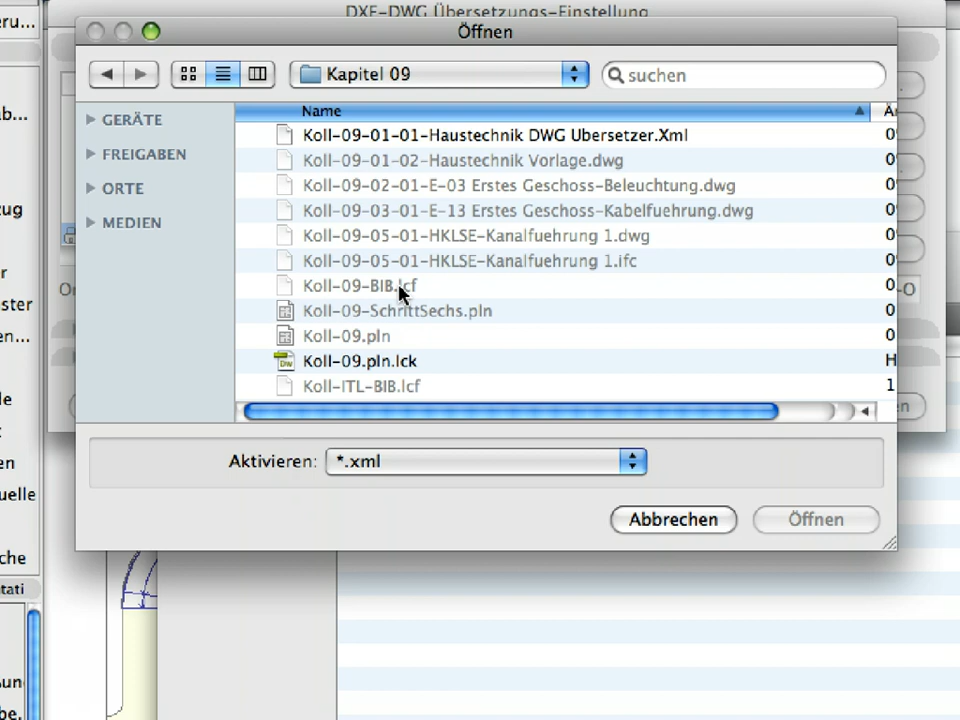 DXF-DWG Übersetzungs-Einstellung
Öffnen
Kapitel 09
suchen
GERÄTE
FREIGABEN
ORTE
MEDIEN
Name
Koll-09-01-01-Haustechnik DWG Übersetzer.Xml
Koll-09-01-02-Haustechnik Vorlage.dwg
Koll-09-02-01-E-03 Erstes Geschoss-Beleuchtung.dwg
Koll-09-03-01-E-13 Erstes Geschoss-Kabelfuehrung.dwg
Koll-09-05-01-HKLSE-Kanalfuehrung 1.dwg
Koll-09-05-01-HKLSE-Kanalfuehrung 1.ifc
Koll-09-BIB.lcf
Koll-09-SchrittSechs.pln
Koll-09.pln
Koll-09.pln.lck
Koll-ITL-BIB.lcf
Aktivieren: *.xml
Abbrechen
Öffnen